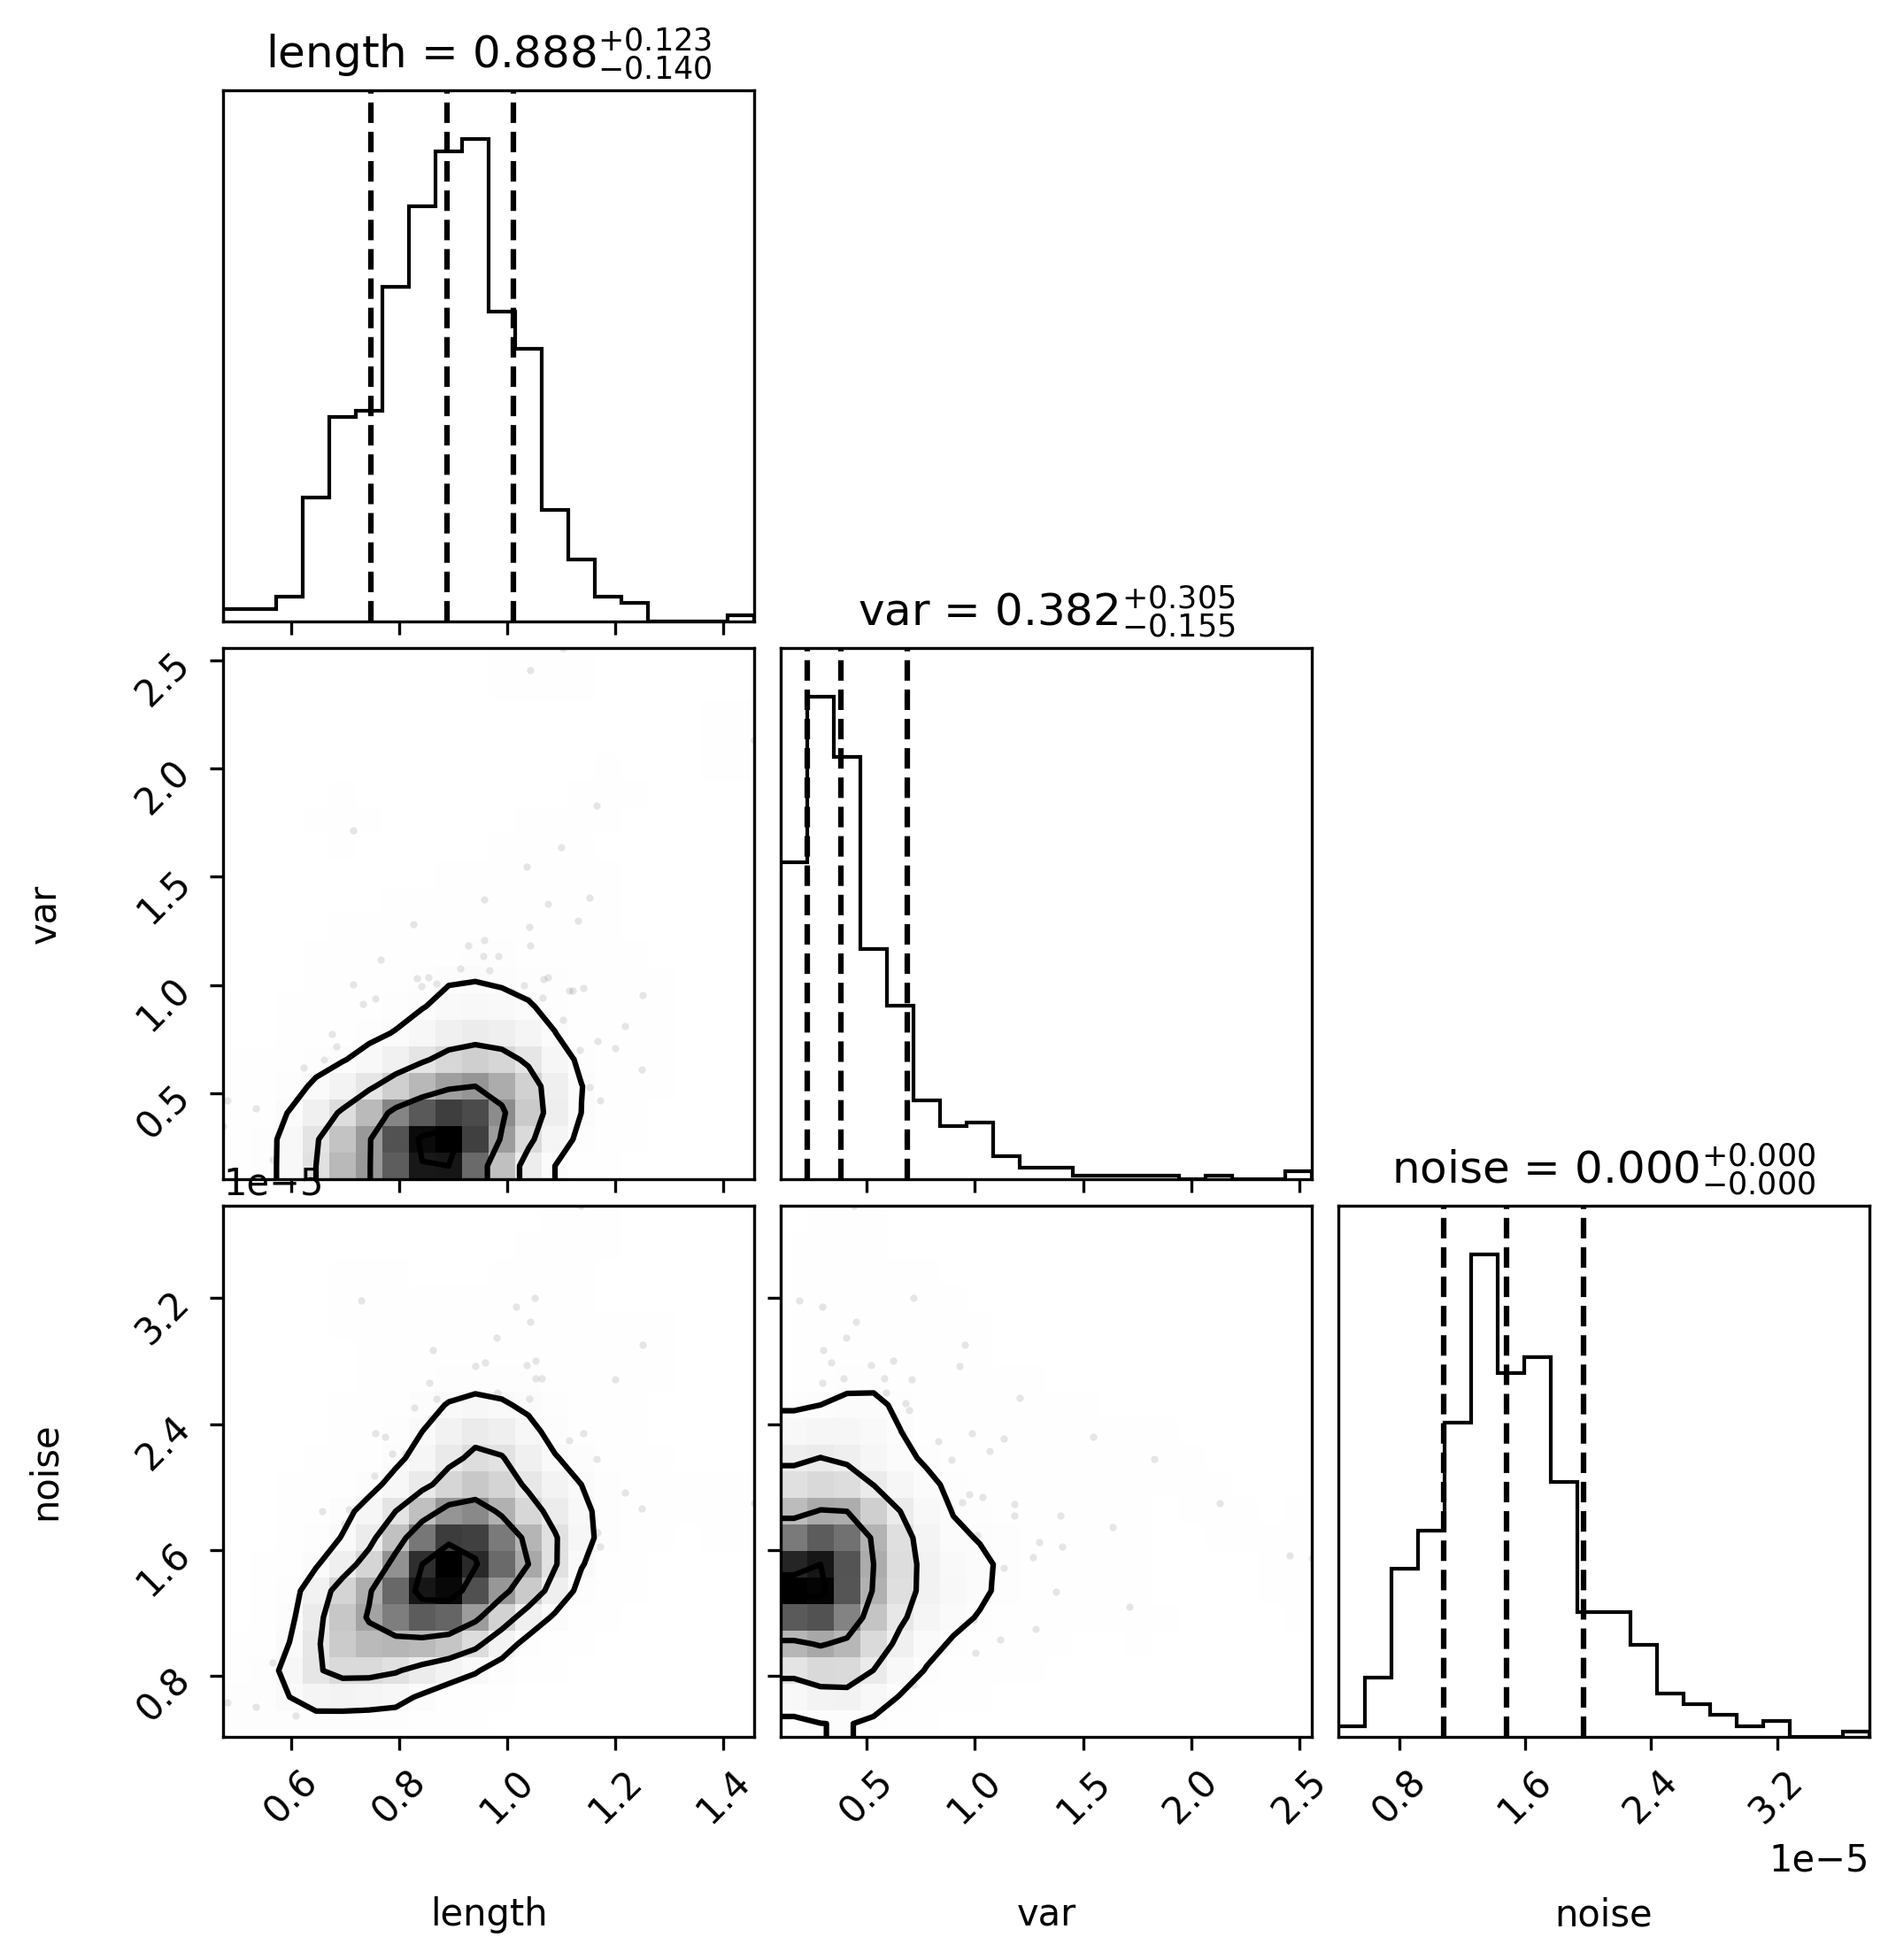 length = 0.888 +0.123 −0.140
var = 0.382 +0.305 −0.155
2.5
2.0
1.5
1.0
0.5
var
1e−5
noise = 0.000 +0.000 −0.000
3.2
2.4
1.6
0.8
noise
0.6 0.8 1.0 1.2 1.4
0.5 1.0 1.5 2.0 2.5
0.8 1.6 2.4 3.2
1e−5
length
var
noise